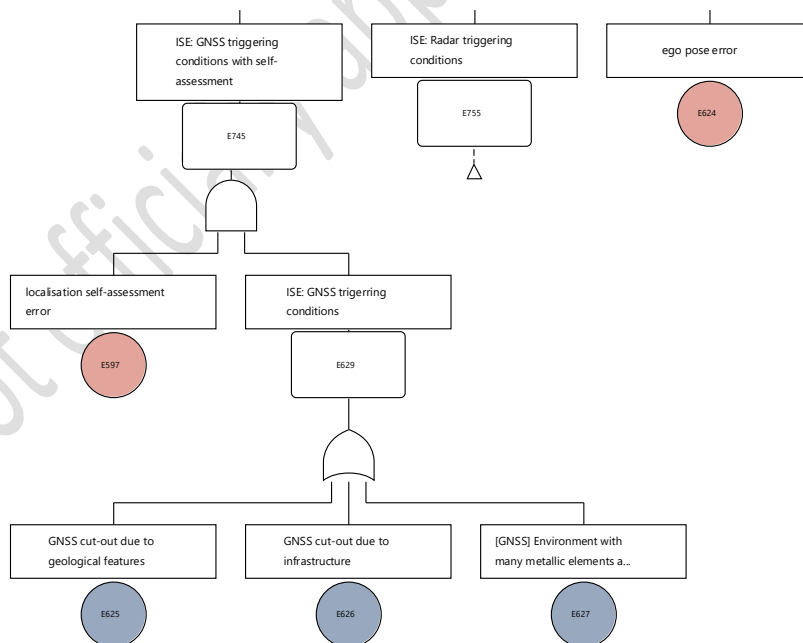 ISE: GNSS triggering
conditions with self-
assessment
ISE: Radar triggering
conditions
ego pose error
E745
E755
E624
localisation self-assessment
error
ISE: GNSS trigerring
conditions
E597
E629
GNSS cut-out due to
geological features
GNSS cut-out due to
infrastructure
[GNSS] Environment with
many metallic elements a...
E625
E626
E627